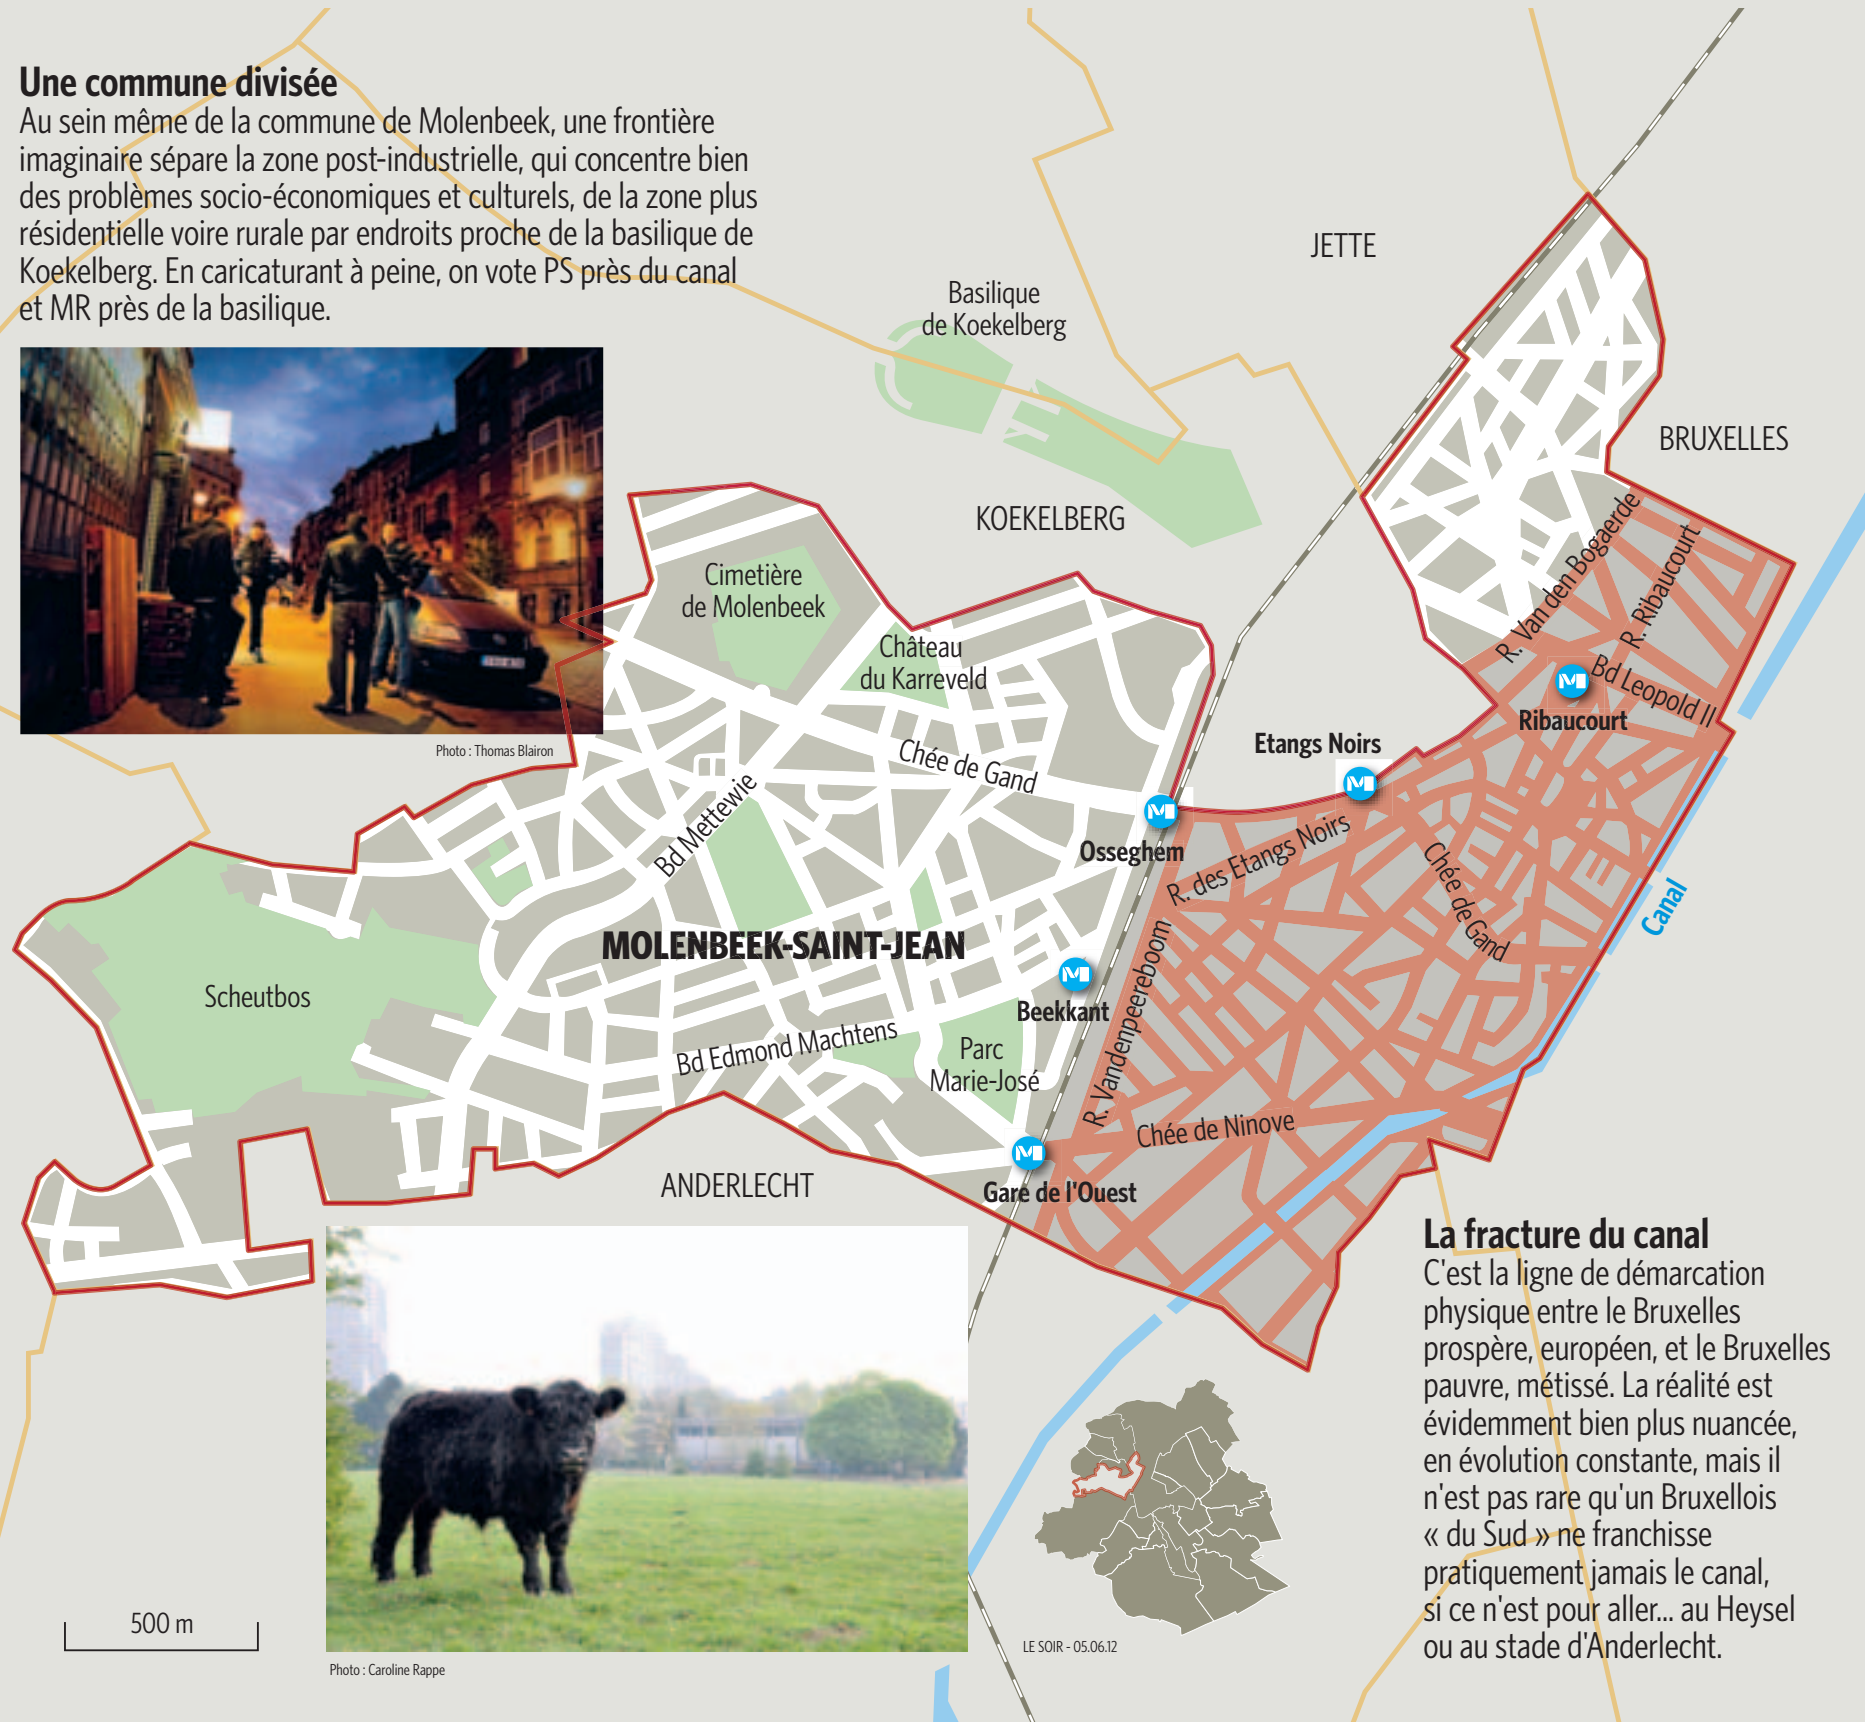 Une commune divisée
Au sein même de la commune de Molenbeek, une frontière
imaginaire sépare la zone post-industrielle, qui concentre bien
des problèmes socio-économiques et culturels, de la zone plus
résidentielle voire rurale par endroits proche de la basilique de
Koekelberg. En caricaturant à peine, on vote PS près du canal
et MR près de la basilique.
Photo : Thomas Blairon
JETTE
Basilique
de Koekelberg
BRUXELLES
KOEKELBERG
Cimetière
de Molenbeek
Château
du Karreveld
R. Van den Bogaerde
R. Ribaucourt
Bd Leopold II
Ribaucourt
Etangs Noirs
Chée de Gand
Bd Mettewie
Osseghem
R. des Etangs Noirs
Chée de Gand
Canal
MOLENBEEK-SAINT-JEAN
Scheutbos
Beekkant
R. Vandenpeereboom
Bd Edmond Machtens
Parc
Marie-José
Chée de Ninove
ANDERLECHT
Gare de l'Ouest
La fracture du canal
C'est la ligne de démarcation
physique entre le Bruxelles
prospère, européen, et le Bruxelles
pauvre, métissé. La réalité est
évidemment bien plus nuancée,
en évolution constante, mais il
n'est pas rare qu'un Bruxellois
« du Sud » ne franchisse
pratiquement jamais le canal,
si ce n'est pour aller... au Heysel
ou au stade d'Anderlecht.
500 m
Photo : Caroline Rappe
LE SOIR - 05.06.12